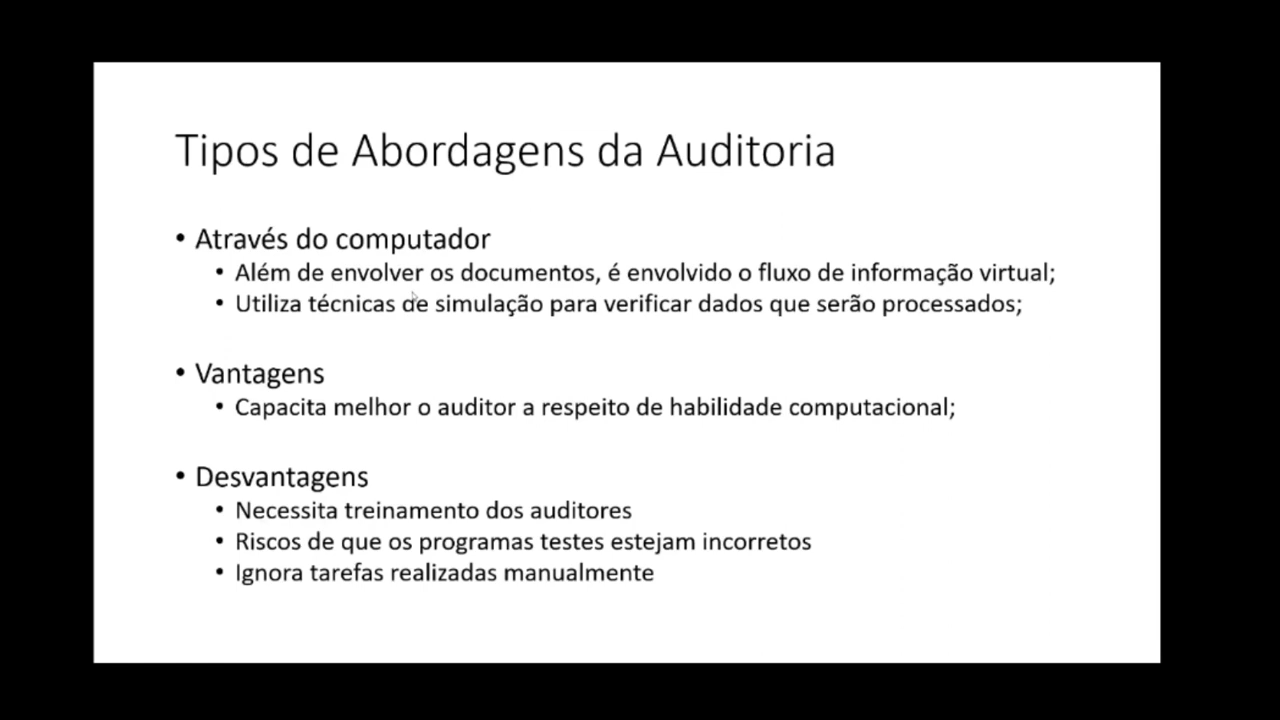 Tipos de Abordagens da Auditoria
• Através do computador
• Além de envolver os documentos, é envolvido o fluxo de informação virtual;
• Utiliza técnicas de simulação para verificar dados que serão processados;
• Vantagens
• Capacita melhor o auditor a respeito de habilidade computacional;
• Desvantagens
• Necessita treinamento dos auditores
• Riscos de que os programas testes estejam incorretos
• Ignora tarefas realizadas manualmente